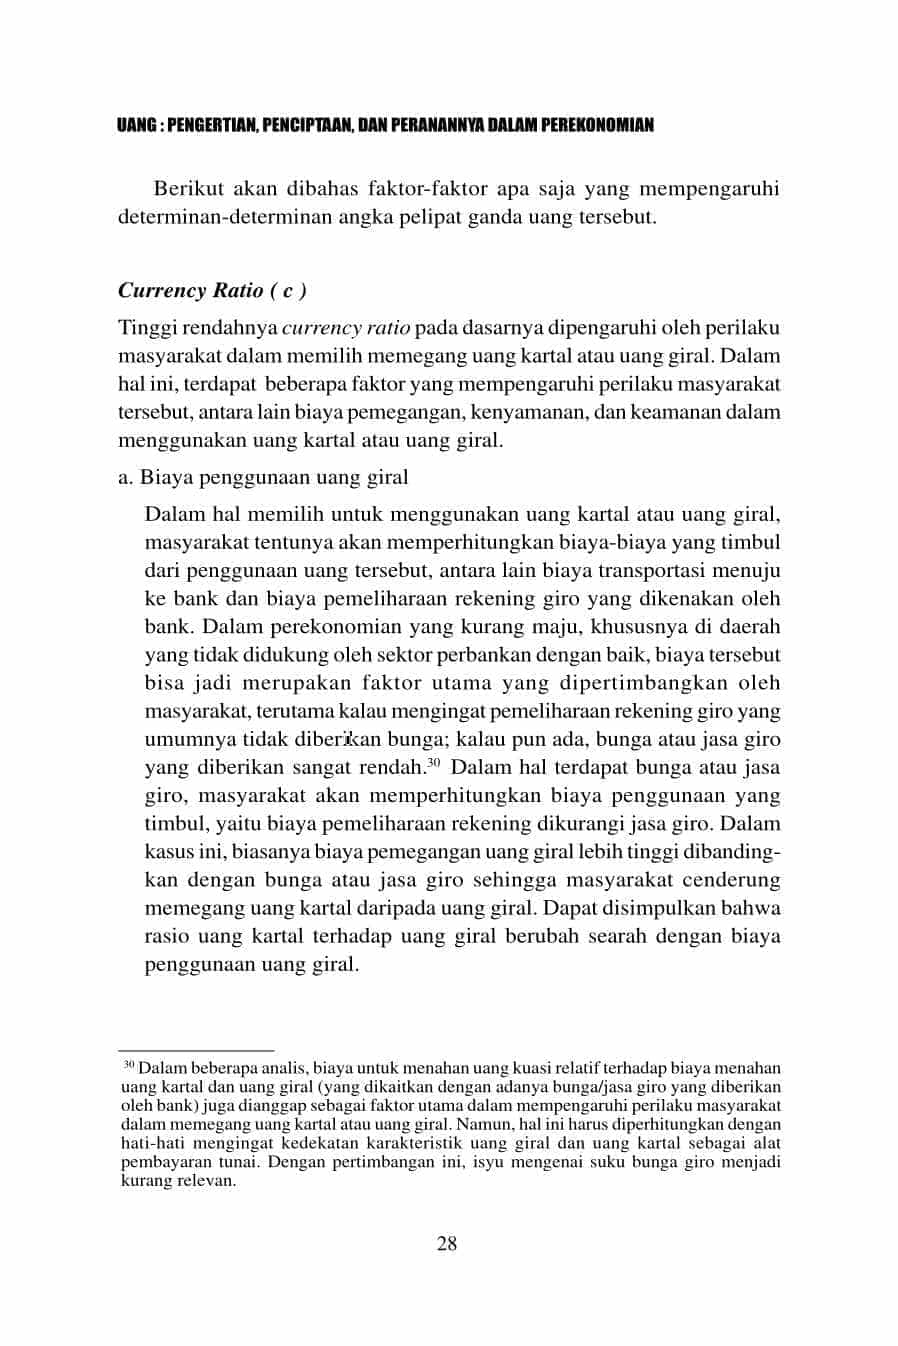 UANG : PENGERTIAN, PENCIPTAAN, DAN PERANANNYA DALAM PEREKONOMIAN
Berikut akan dibahas faktor-faktor apa saja yang mempengaruhi
determinan-determinan angka pelipat ganda uang tersebut.
Currency Ratio ( c )
Tinggi rendahnya currency ratio pada dasarnya dipengaruhi oleh perilaku
masyarakat dalam memilih memegang uang kartal atau uang giral. Dalam
hal ini, terdapat beberapa faktor yang mempengaruhi perilaku masyarakat
tersebut, antara lain biaya pemegangan, kenyamanan, dan keamanan dalam
menggunakan uang kartal atau uang giral.
a. Biaya penggunaan uang giral
Dalam hal memilih untuk menggunakan uang kartal atau uang giral,
masyarakat tentunya akan memperhitungkan biaya-biaya yang timbul
dari penggunaan uang tersebut, antara lain biaya transportasi menuju
ke bank dan biaya pemeliharaan rekening giro yang dikenakan oleh
bank. Dalam perekonomian yang kurang maju, khususnya di daerah
yang tidak didukung oleh sektor perbankan dengan baik, biaya tersebut
bisa jadi merupakan faktor utama yang dipertimbangkan oleh
masyarakat, terutama kalau mengingat pemeliharaan rekening giro yang
umumnya tidak diberikan bunga; kalau pun ada, bunga atau jasa giro
yang diberikan sangat rendah.30 Dalam hal terdapat bunga atau jasa
giro, masyarakat akan memperhitungkan biaya penggunaan yang
timbul, yaitu biaya pemeliharaan rekening dikurangi jasa giro. Dalam
kasus ini, biasanya biaya pemegangan uang giral lebih tinggi dibanding-
kan dengan bunga atau jasa giro sehingga masyarakat cenderung
memegang uang kartal daripada uang giral. Dapat disimpulkan bahwa
rasio uang kartal terhadap uang giral berubah searah dengan biaya
penggunaan uang giral.
30 Dalam beberapa analis, biaya untuk menahan uang kuasi relatif terhadap biaya menahan
uang kartal dan uang giral (yang dikaitkan dengan adanya bunga/jasa giro yang diberikan
oleh bank) juga dianggap sebagai faktor utama dalam mempengaruhi perilaku masyarakat
dalam memegang uang kartal atau uang giral. Namun, hal ini harus diperhitungkan dengan
hati-hati mengingat kedekatan karakteristik uang giral dan uang kartal sebagai alat
pembayaran tunai. Dengan pertimbangan ini, isyu mengenai suku bunga giro menjadi
kurang relevan.
28